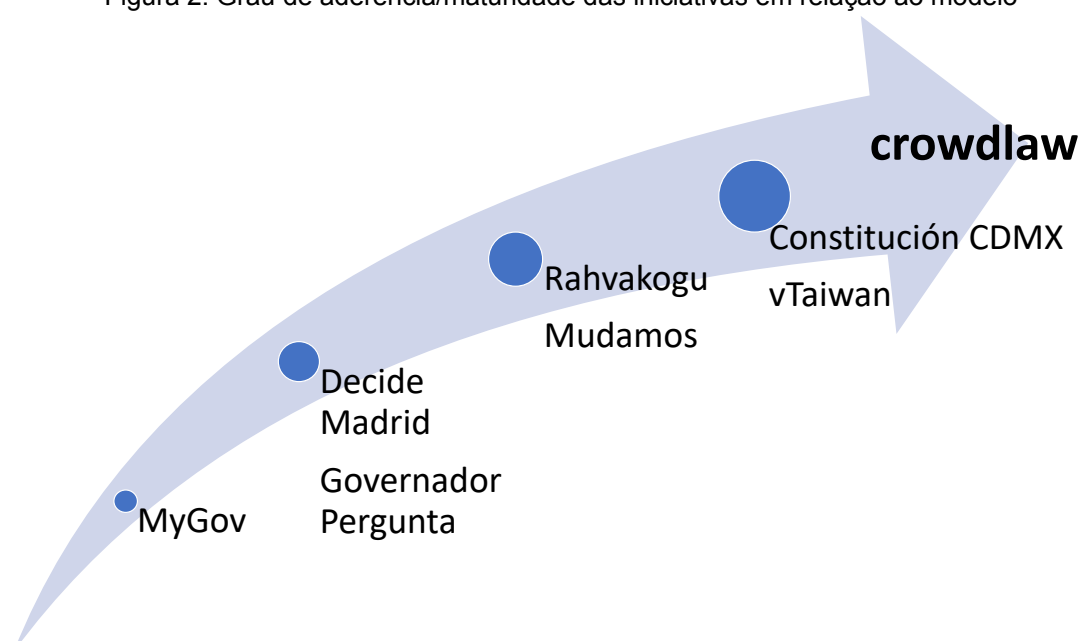 Figura 2. Grau de aderência/maturidade das iniciativas em relação ao modelo
crowdlaw
Constitución CDMX
vTaiwan
Rahvakogu
Mudamos
Decide
Madrid
Governador
Pergunta
MyGov